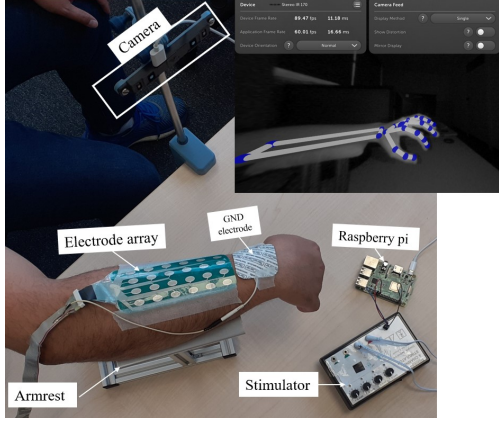 Camera
Device
Stereo IR 170
Device Frame Rate 89.47 fps 11.18 ms
Application Frame Rate 60.01 fps 16.66 ms
Device Orientation ? Normal
Camera Feed
Display Method ? Single
Show Distortion ?
Mirror Display ?
Electrode array
GND
electrode
Raspberry pi
Armrest
Stimulator